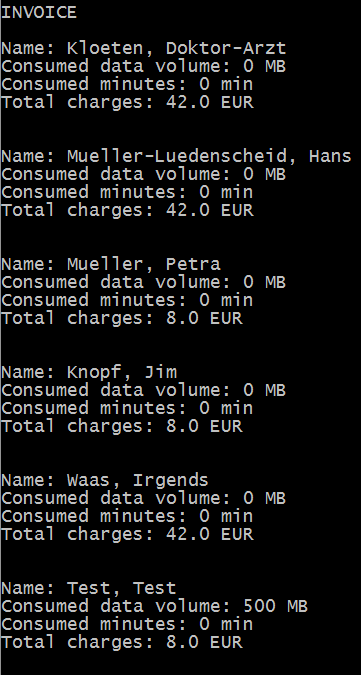 INVOICE
Name: Kloeten, Doktor-Arzt
Consumed data volume: 0 MB
Consumed minutes: 0 min
Total charges: 42.0 EUR
Name: Mueller-Luedenscheid, Hans
Consumed data volume: 0 MB
Consumed minutes: 0 min
Total charges: 42.0 EUR
Name: Mueller, Petra
Consumed data volume: 0 MB
Consumed minutes: 0 min
Total charges: 8.0 EUR
Name: Knopf, Jim
Consumed data volume: 0 MB
Consumed minutes: 0 min
Total charges: 8.0 EUR
Name: Waas, Irgends
Consumed data volume: 0 MB
Consumed minutes: 0 min
Total charges: 42.0 EUR
Name: Test, Test
Consumed data volume: 500 MB
Consumed minutes: 0 min
Total charges: 8.0 EUR